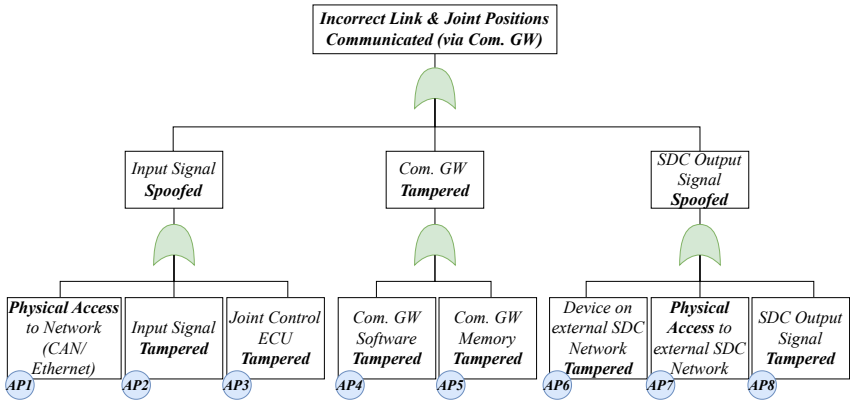 Incorrect Link & Joint Positions
Communicated (via Com. GW)
Input Signal
Spoofed
Com. GW
Tampered
SDC Output
Signal
Spoofed
Physical Access
to Network
(CAN/
Ethernet)
AP1
Input Signal
Tampered
AP2
Joint Control
ECU
Tampered
AP3
Com. GW
Software
Tampered
AP4
Com. GW
Memory
Tampered
AP5
Device on
external SDC
Network
Tampered
AP6
Physical
Access to
external SDC
Network
AP7
SDC Output
Signal
Tampered
AP8